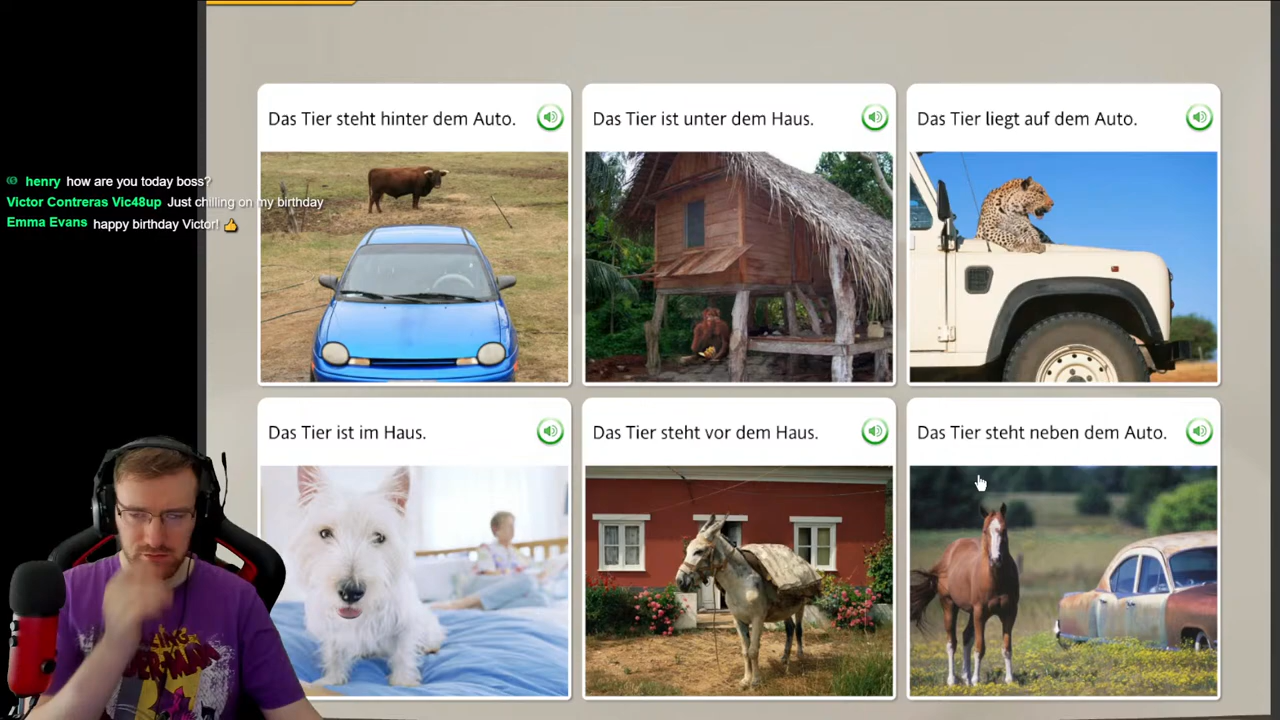 Das Tier steht hinter dem Auto.
Das Tier ist unter dem Haus.
Das Tier liegt auf dem Auto.
henry how are you today boss?
Victor Contreras Vic48up Just chilling on my birthday
Emma Evans happy birthday Victor! 👍
Das Tier ist im Haus.
Das Tier steht vor dem Haus.
Das Tier steht neben dem Auto.